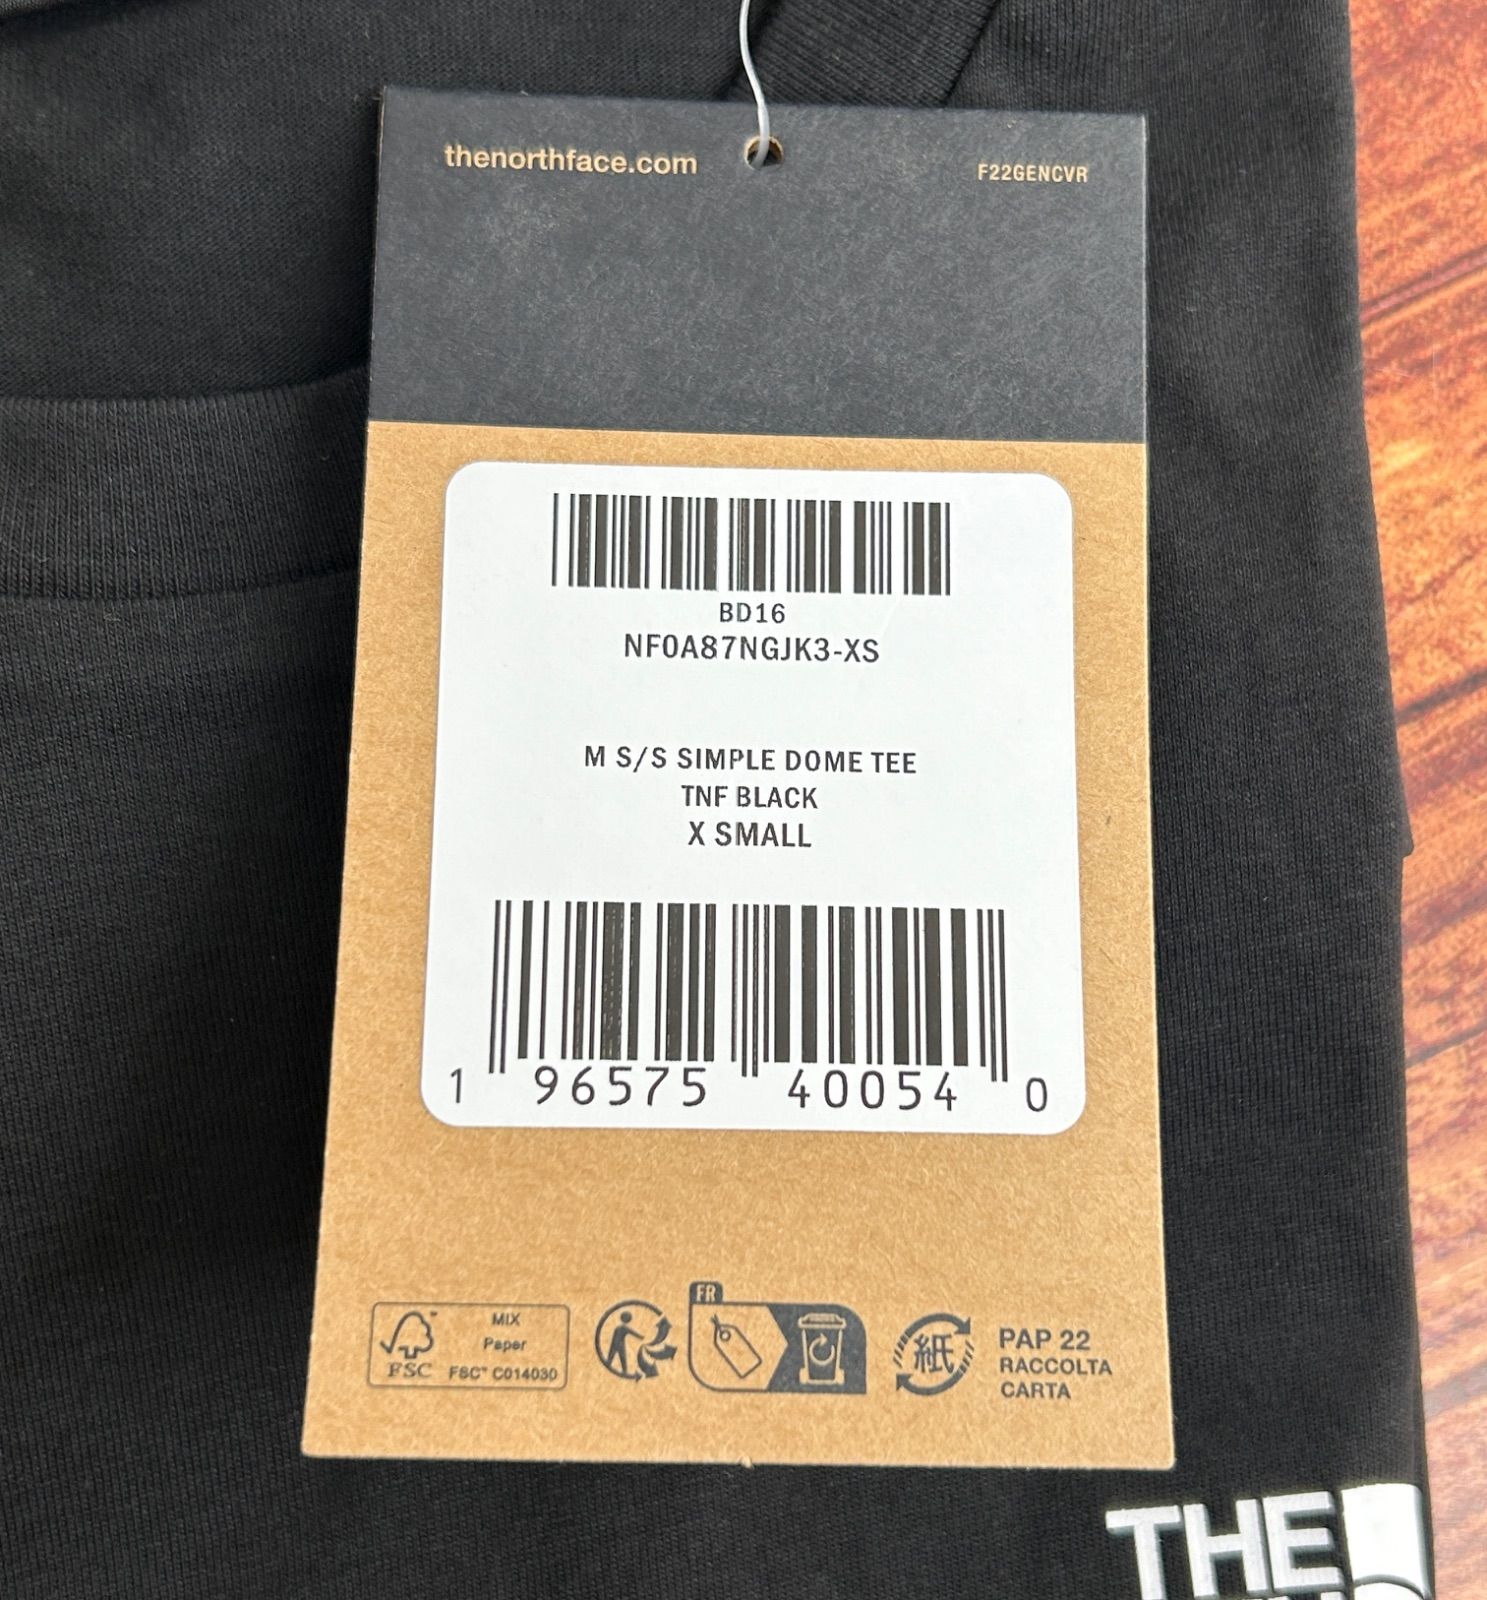 thenorthface.com
F22GENCVR
BD16
NF0A87NGJK3-XS
M S/S SIMPLE DOME TEE
TNF BLACK
X SMALL
1 96575 40054 0
FR
MIX
Paper
FSC™ C014030
FSC
紙
PAP 22
RACCOLTA
CARTA
THE